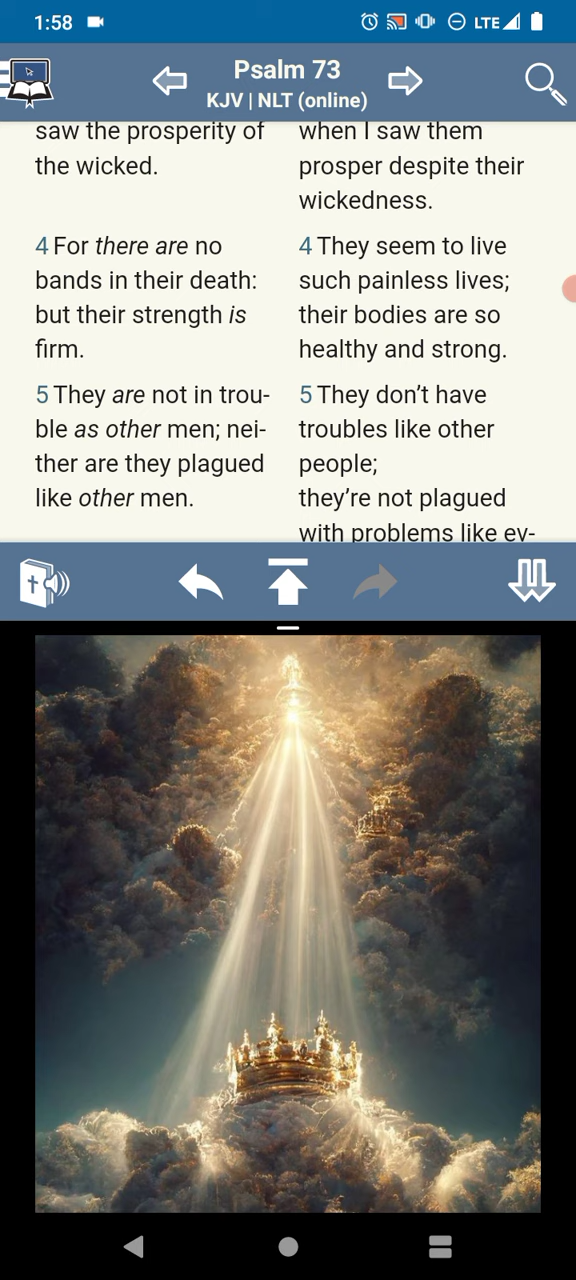 1:58
LTE
Psalm 73
KJV | NLT (online)
saw the prosperity of
the wicked.
4 For there are no
bands in their death:
but their strength is
firm.
5 They are not in trou-
ble as other men; nei-
ther are they plagued
like other men.
when I saw them
prosper despite their
wickedness.
4 They seem to live
such painless lives;
their bodies are so
healthy and strong.
5 They don’t have
troubles like other
people;
they’re not plagued
with problems like ev-